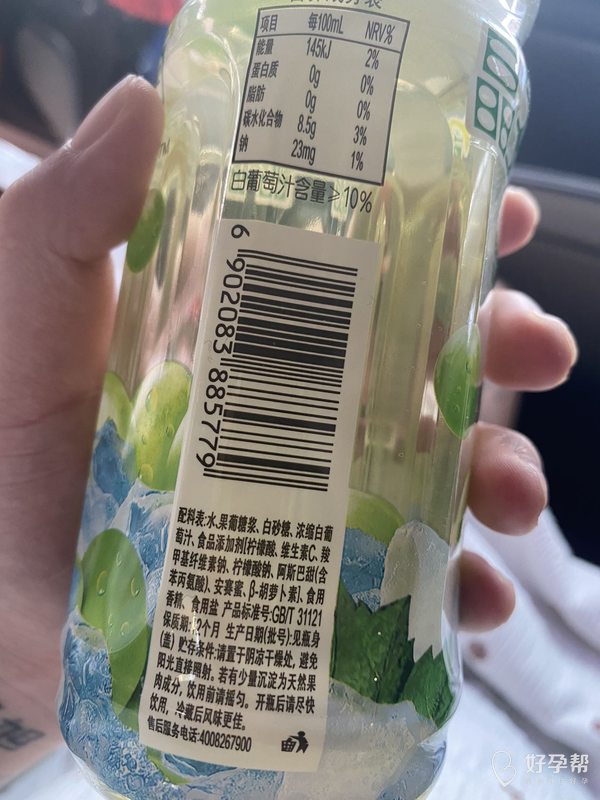 项目 每100mL NRV%
能量 145kJ 2%
蛋白质 0g 0%
脂肪 0g 0%
碳水化合物 8.5g 3%
钠 23mg 1%
白葡萄汁含量≥10%
6 902083 885779
配料表:水、果葡糖浆、白砂糖、浓缩白葡
萄汁、食品添加剂[柠檬酸、维生素C、羧
甲基纤维素钠、柠檬酸钠、阿斯巴甜(含
苯丙氨酸)、安赛蜜、β-胡萝卜素]、食用
香精、食用盐 产品标准号:GB/T 31121
保质期:12个月 生产日期(批号):见瓶身
(盖) 贮存条件:请置于阴凉干燥处,避免
阳光直接照射。若有少量沉淀为天然果
肉成分，饮用前请摇匀。开瓶后请尽快
饮用，冷藏后风味更佳。
售后服务电话:4008267900
好孕帮